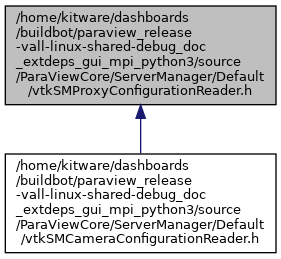 /home/kitware/dashboards
/buildbot/paraview_release
-vall-linux-shared-debug_doc
_extdeps_gui_mpi_python3/source
/ParaViewCore/ServerManager/Default
/vtkSMProxyConfigurationReader.h
/home/kitware/dashboards
/buildbot/paraview_release
-vall-linux-shared-debug_doc
_extdeps_gui_mpi_python3/source
/ParaViewCore/ServerManager/Default
/vtkSMCameraConfigurationReader.h